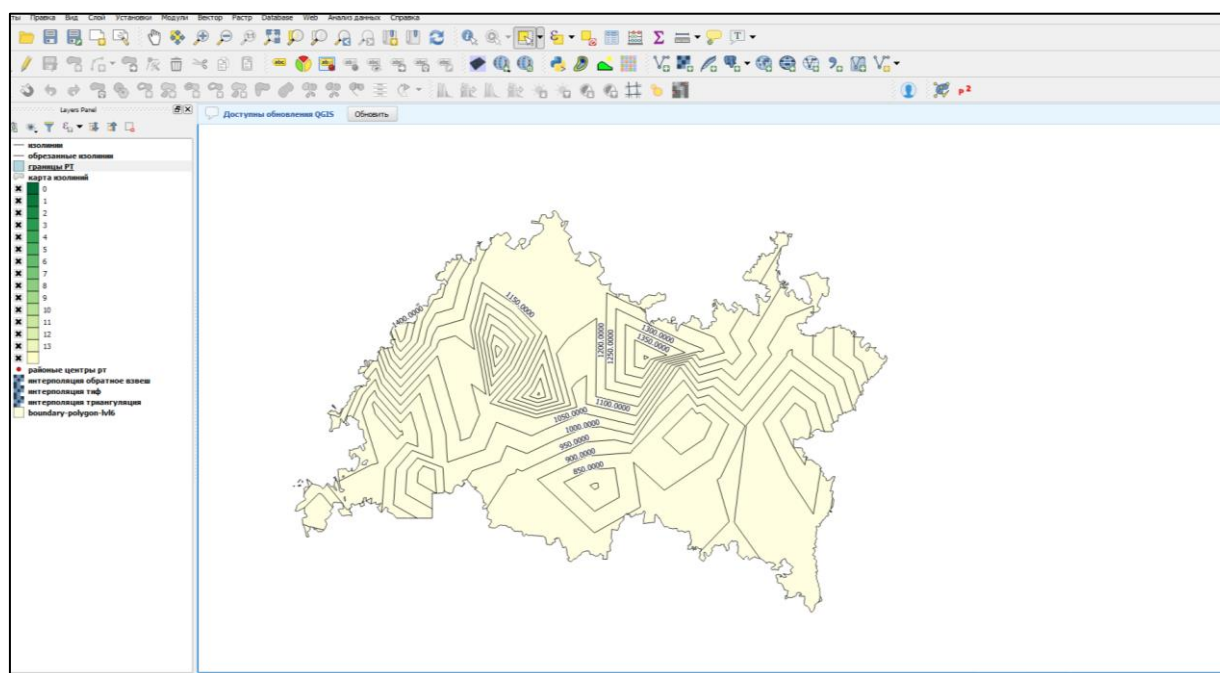 ты Правка Вид Слой Установки Модули Вектор Растр Database Web Анализ данных Справка
Layers Panel
Доступны обновления QGIS Обновить
изолинии
обрезанные изолинии
границы РТ
карта изолиний
0
1
2
3
4
5
6
7
8
9
10
11
12
13
районые центры рт
интерполяция обратное взвеш
интерполяция тиф
интерполяция триангуляция
boundary-polygon-lvl6
1400.0000
1150.0000
1200.0000
1250.0000
1300.0000
1350.0000
1100.0000
1050.0000
1000.0000
950.0000
900.0000
850.0000